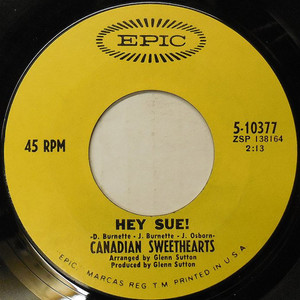 EPIC
5-10377
ZSP 138164
45 RPM
2:13
HEY SUE!
-D. Burnette - J. Burnette - J. Osborn-
CANADIAN SWEETHEARTS
Arranged by Glenn Sutton
Produced by Glenn Sutton
EPIC, MARCAS REG. T.M. PRINTED IN U.S.A.